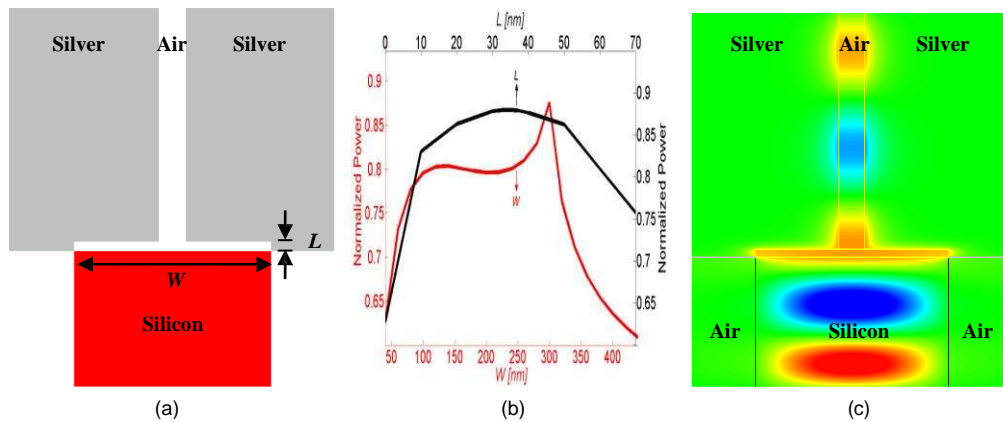 Silver Air Silver
L
W
Silicon
(a)
L [nm]
0 10 20 30 40 50 60 70
Normalized Power
0.9
0.85
0.8
0.75
0.7
0.65
L
W
0.9
0.85
0.8
0.75
0.7
0.65
Normalized Power
50 100 150 200 250 300 350 400
W [nm]
(b)
Silver Air Silver
Air Silicon Air
(c)